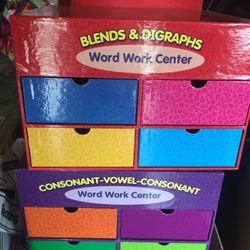 BLENDS & DIGRAPHS
Word Work Center
CONSONANT-VOWEL-CONSONANT
Word Work Center